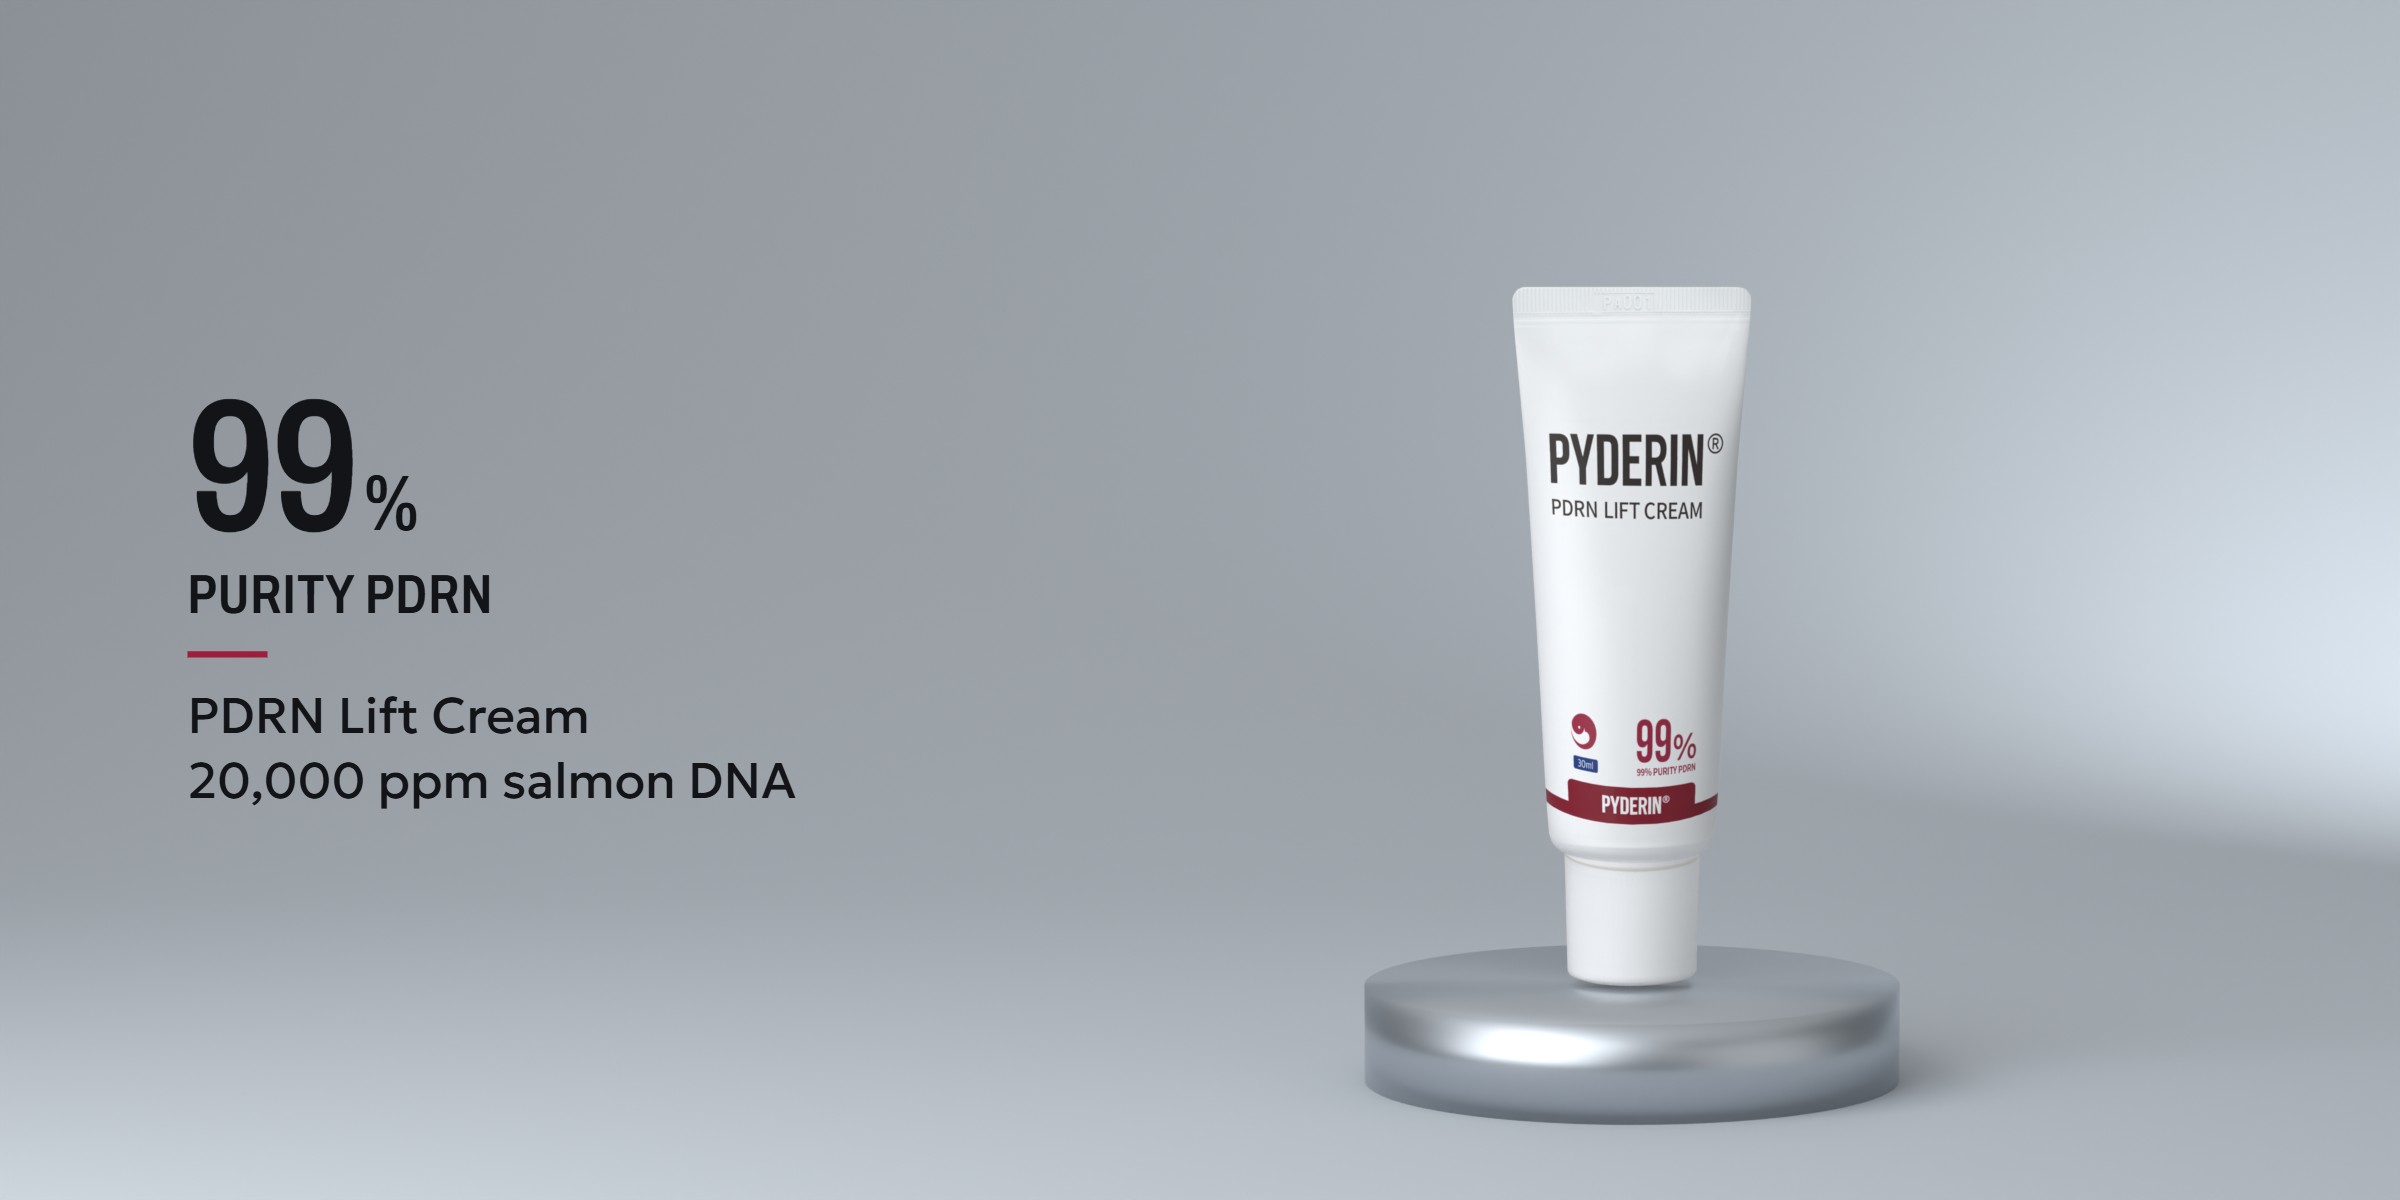 99%
PURITY PDRN
PDRN Lift Cream
20,000 ppm salmon DNA
PYDERIN®
PDRN LIFT CREAM
30ml
99%
99% PURITY PDRN
PYDERIN®